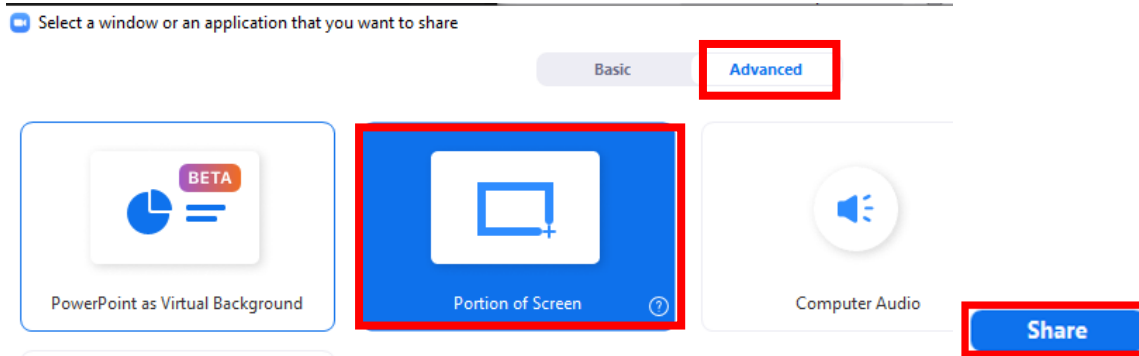 Select a window or an application that you want to share
Basic
Advanced
BETA
PowerPoint as Virtual Background
Portion of Screen
?
Computer Audio
Share